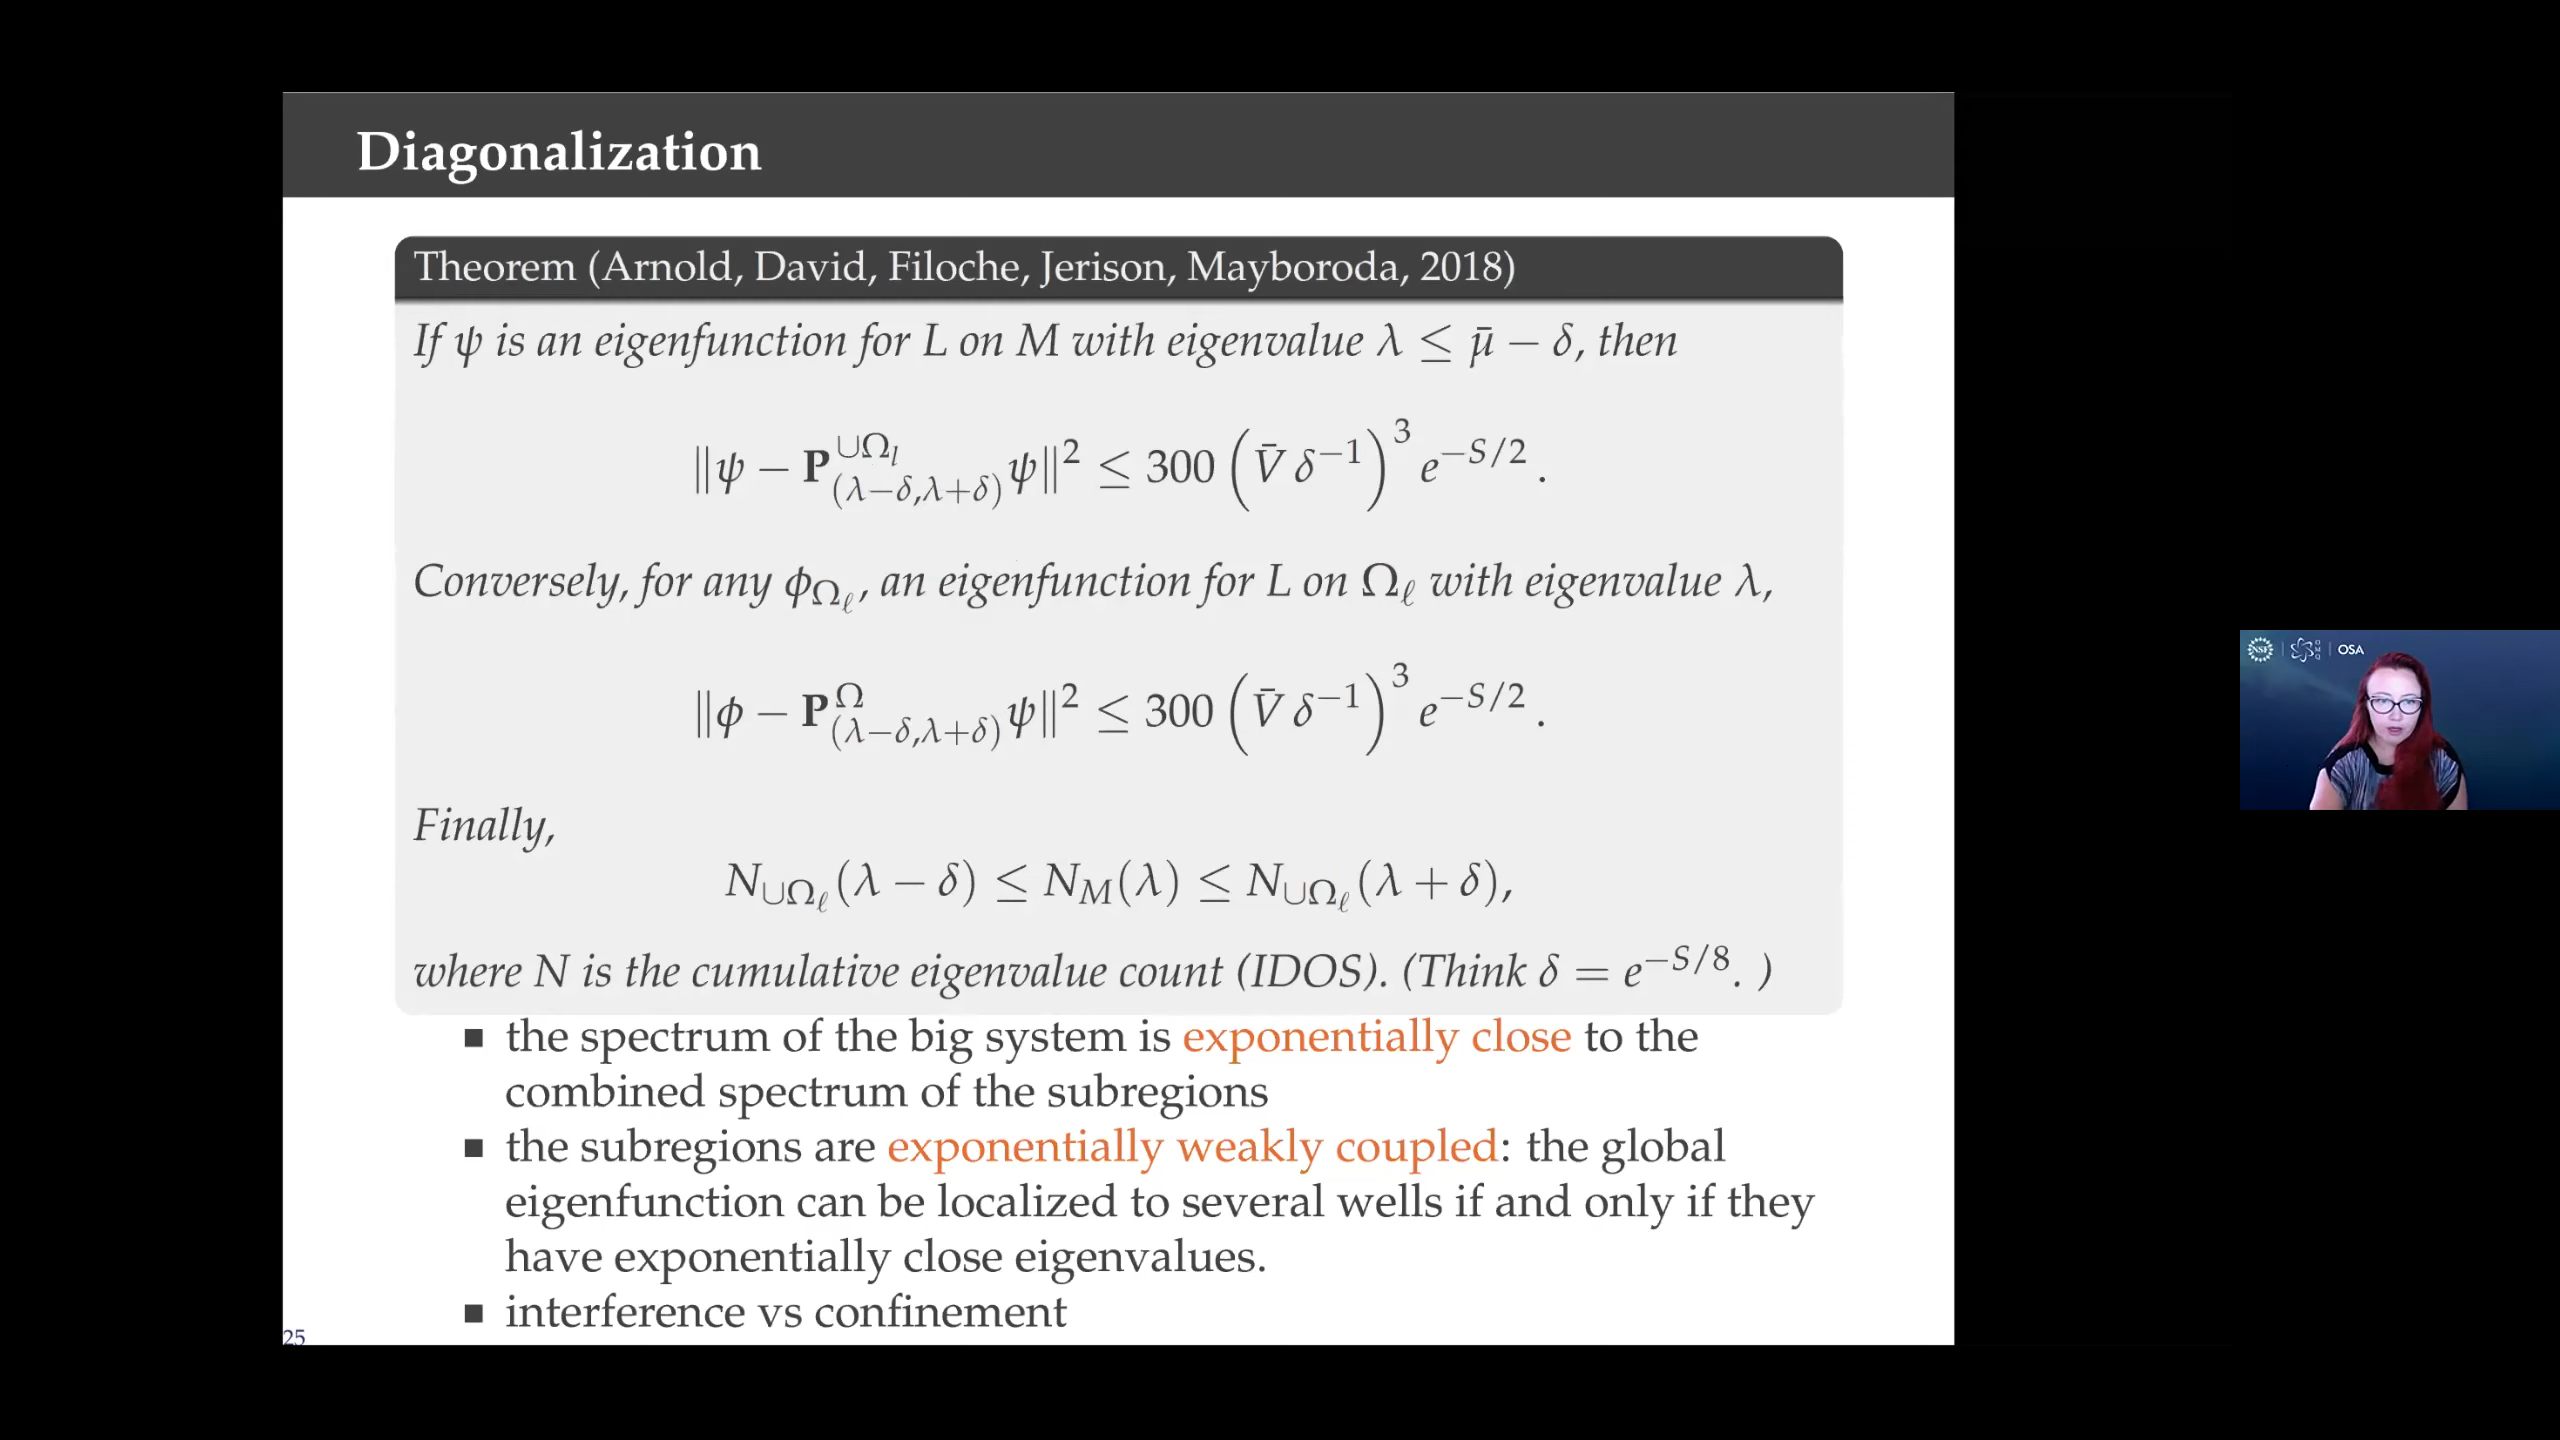 Diagonalization
Theorem (Arnold, David, Filoche, Jerison, Mayboroda, 2018)
If ψ is an eigenfunction for L on M with eigenvalue λ ≤ μ̄ − δ, then
‖ψ − P^{∪Ω_l}_{(λ−δ,λ+δ)} ψ‖² ≤ 300 (V̄ δ⁻¹)³ e^{−S/2} .
Conversely, for any ϕ_{Ω_ℓ}, an eigenfunction for L on Ω_ℓ with eigenvalue λ,
‖ϕ − P^{Ω}_{(λ−δ,λ+δ)} ψ‖² ≤ 300 (V̄ δ⁻¹)³ e^{−S/2} .
Finally,
N_{∪Ω_ℓ}(λ − δ) ≤ N_M(λ) ≤ N_{∪Ω_ℓ}(λ + δ),
where N is the cumulative eigenvalue count (IDOS). (Think δ = e^{−S/8}. )
■ the spectrum of the big system is exponentially close to the
combined spectrum of the subregions
■ the subregions are exponentially weakly coupled: the global
eigenfunction can be localized to several wells if and only if they
have exponentially close eigenvalues.
■ interference vs confinement
25
NSF | OSA